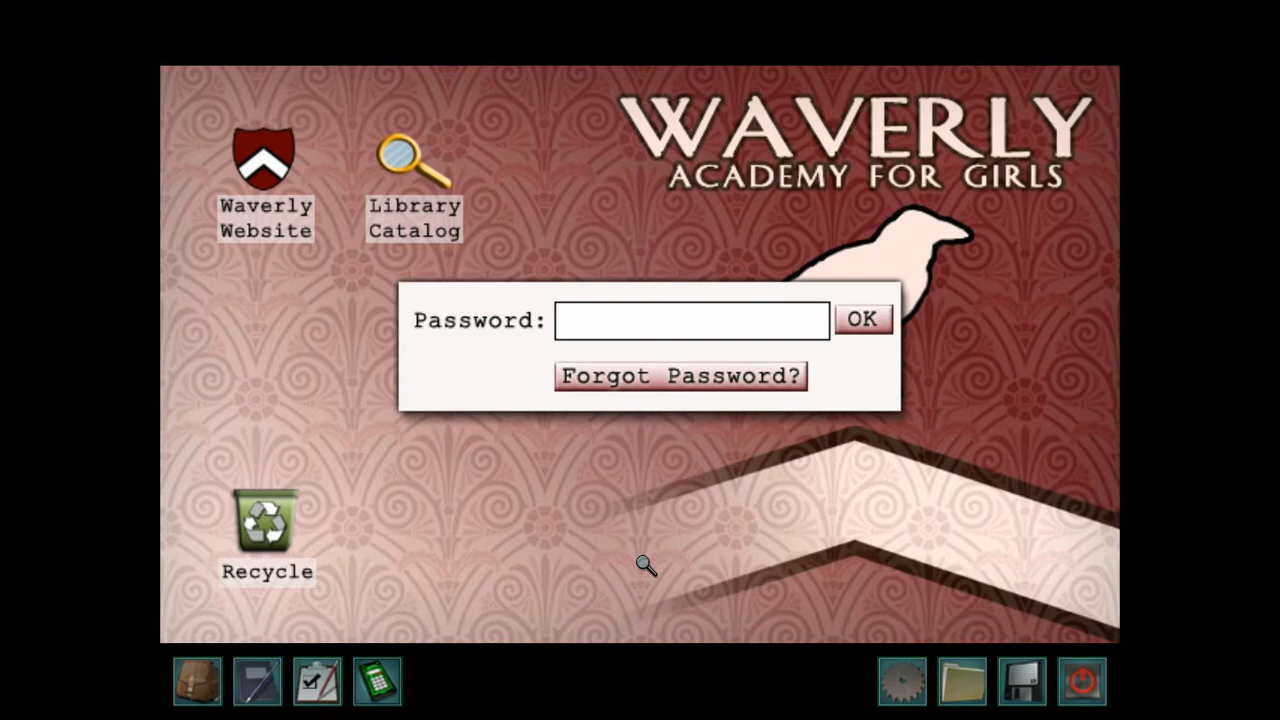 WAVERLY
ACADEMY FOR GIRLS
Waverly
Website
Library
Catalog
Password:
OK
Forgot Password?
Recycle